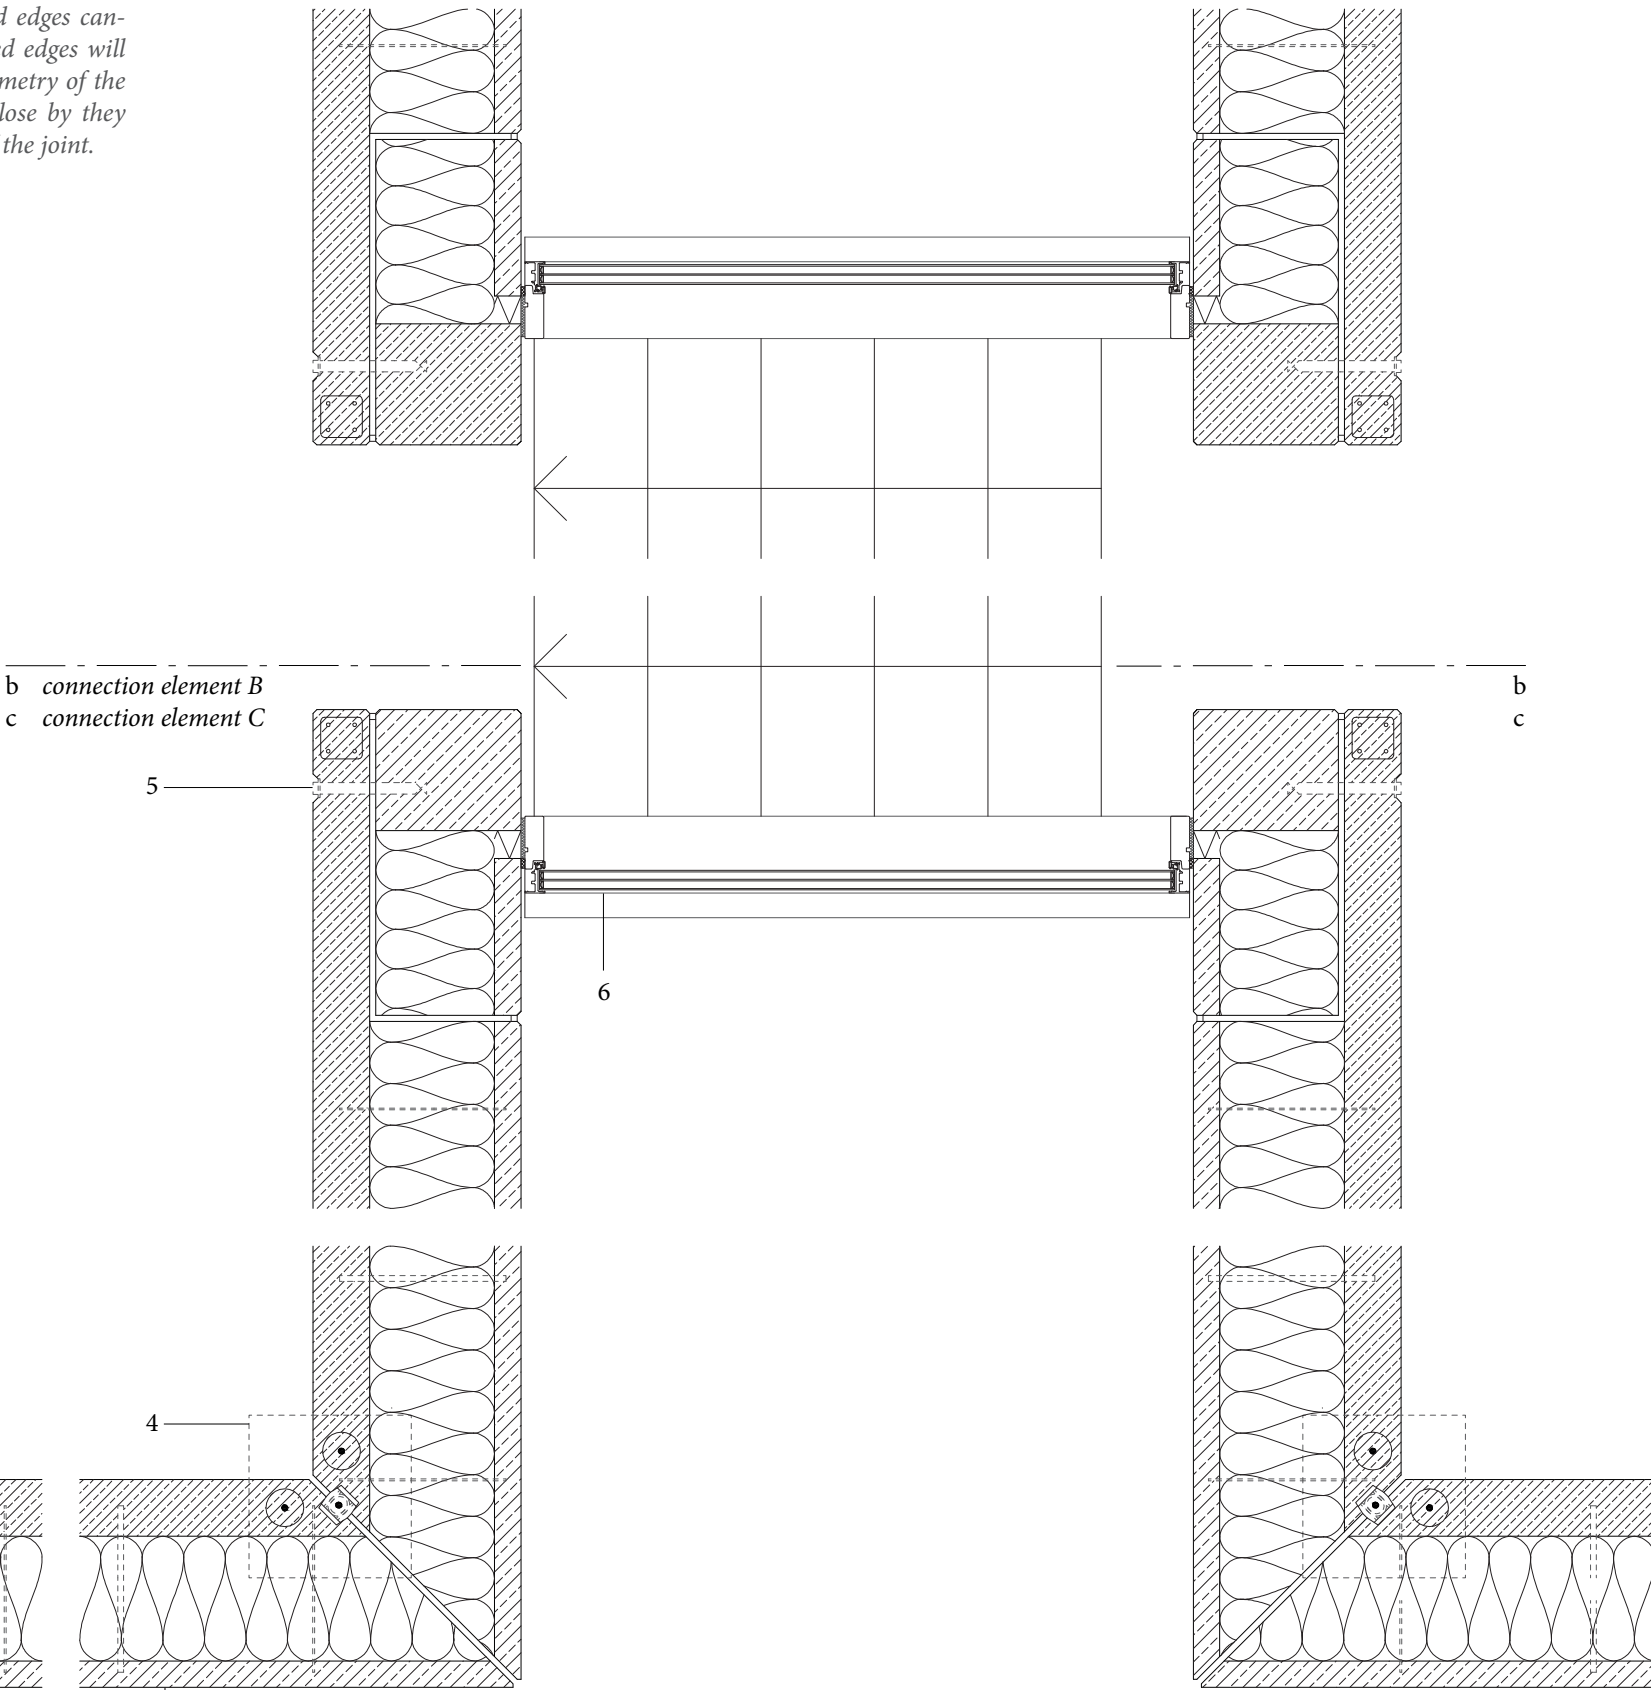 d edges can-
ed edges will
metry of the
lose by they
the joint.
b connection element B
c connection element C
b
c
5
6
4